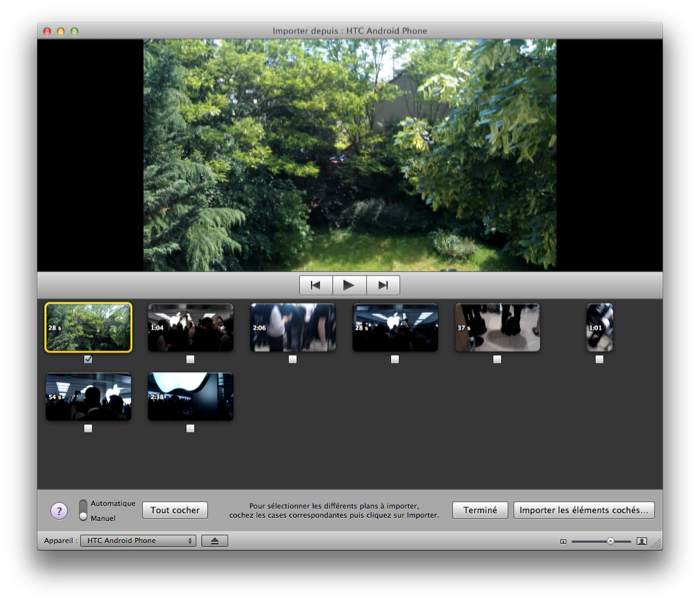 Importer depuis : HTC Android Phone
28 s
1:04
2:06
28 s
37 s
1:01
54 s
2:38
?
Automatique
Manuel
Tout cocher
Pour sélectionner les différents plans à importer,
cochez les cases correspondantes puis cliquez sur Importer.
Terminé
Importer les éléments cochés...
Appareil :
HTC Android Phone